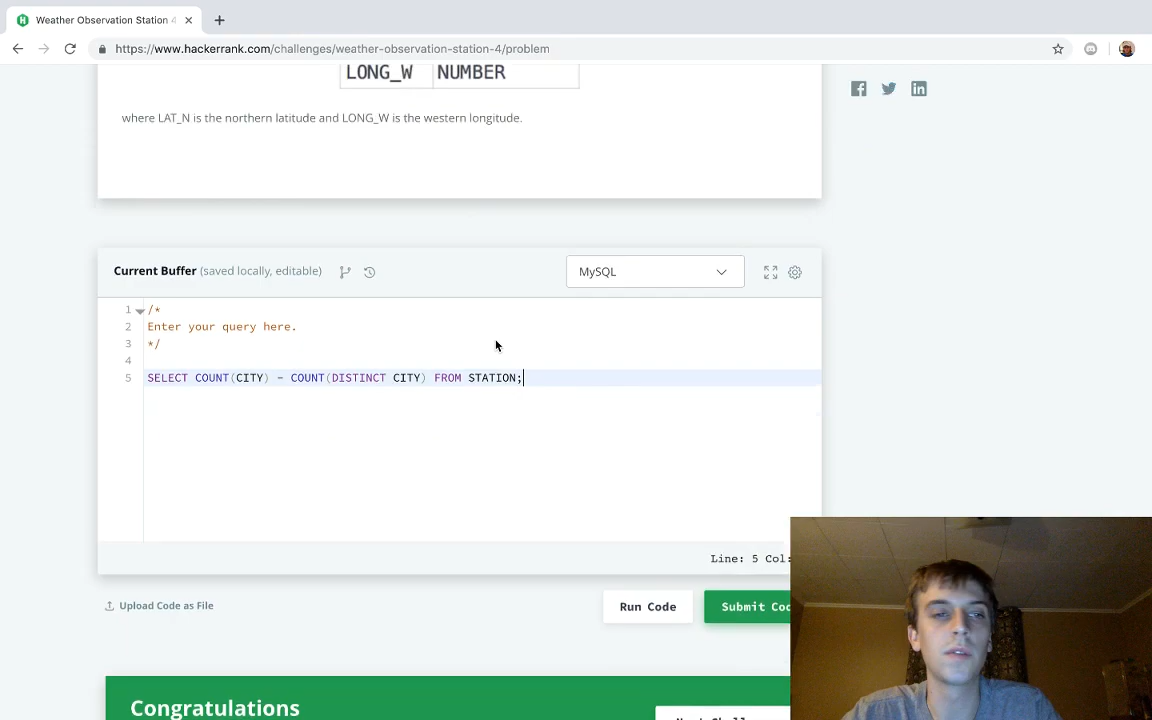 Weather Observation Station 4
https://www.hackerrank.com/challenges/weather-observation-station-4/problem
LONG_W NUMBER
where LAT_N is the northern latitude and LONG_W is the western longitude.
Current Buffer (saved locally, editable)
MySQL
1 /*
2 Enter your query here.
3 */
4
5 SELECT COUNT(CITY) - COUNT(DISTINCT CITY) FROM STATION;
Line: 5 Col:
Upload Code as File
Run Code
Submit Co
Congratulations